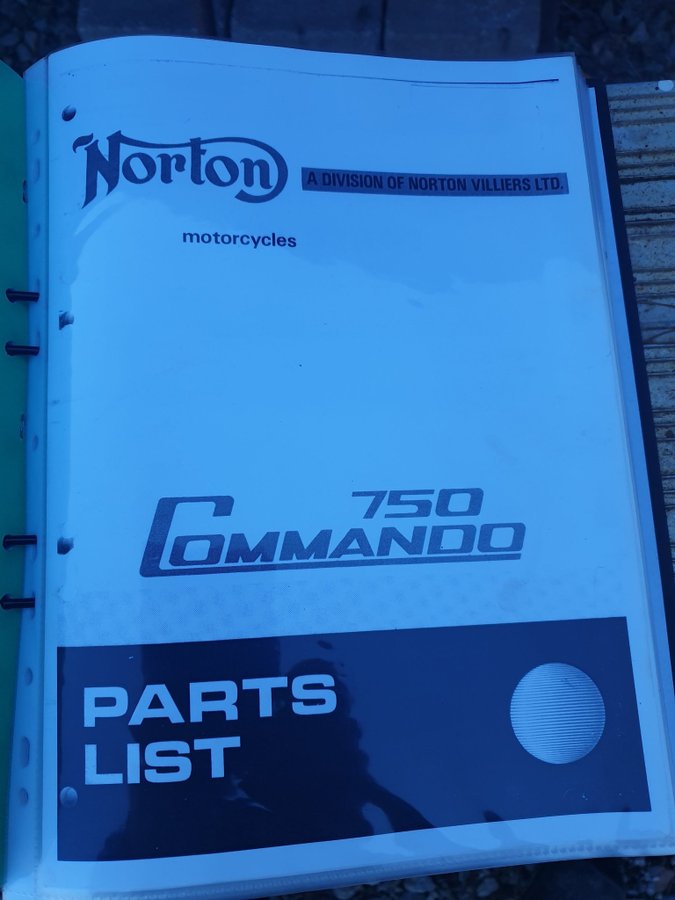 Norton
A DIVISION OF NORTON VILLIERS LTD.
motorcycles
750
COMMANDO
PARTS
LIST